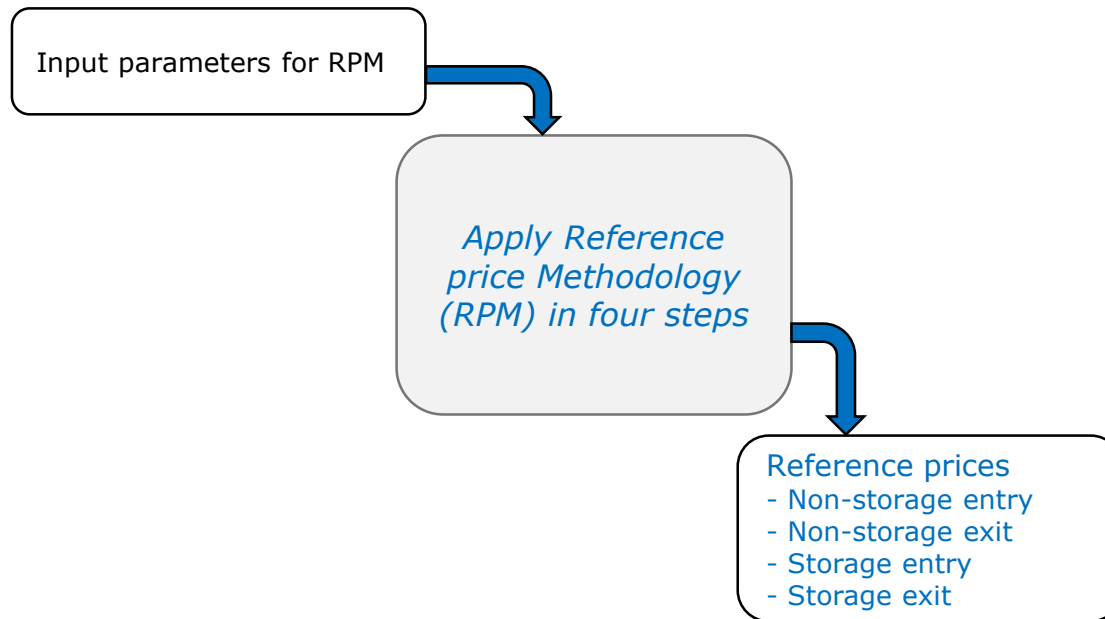 Input parameters for RPM
Apply Reference
price Methodology
(RPM) in four steps
Reference prices
- Non-storage entry
- Non-storage exit
- Storage entry
- Storage exit